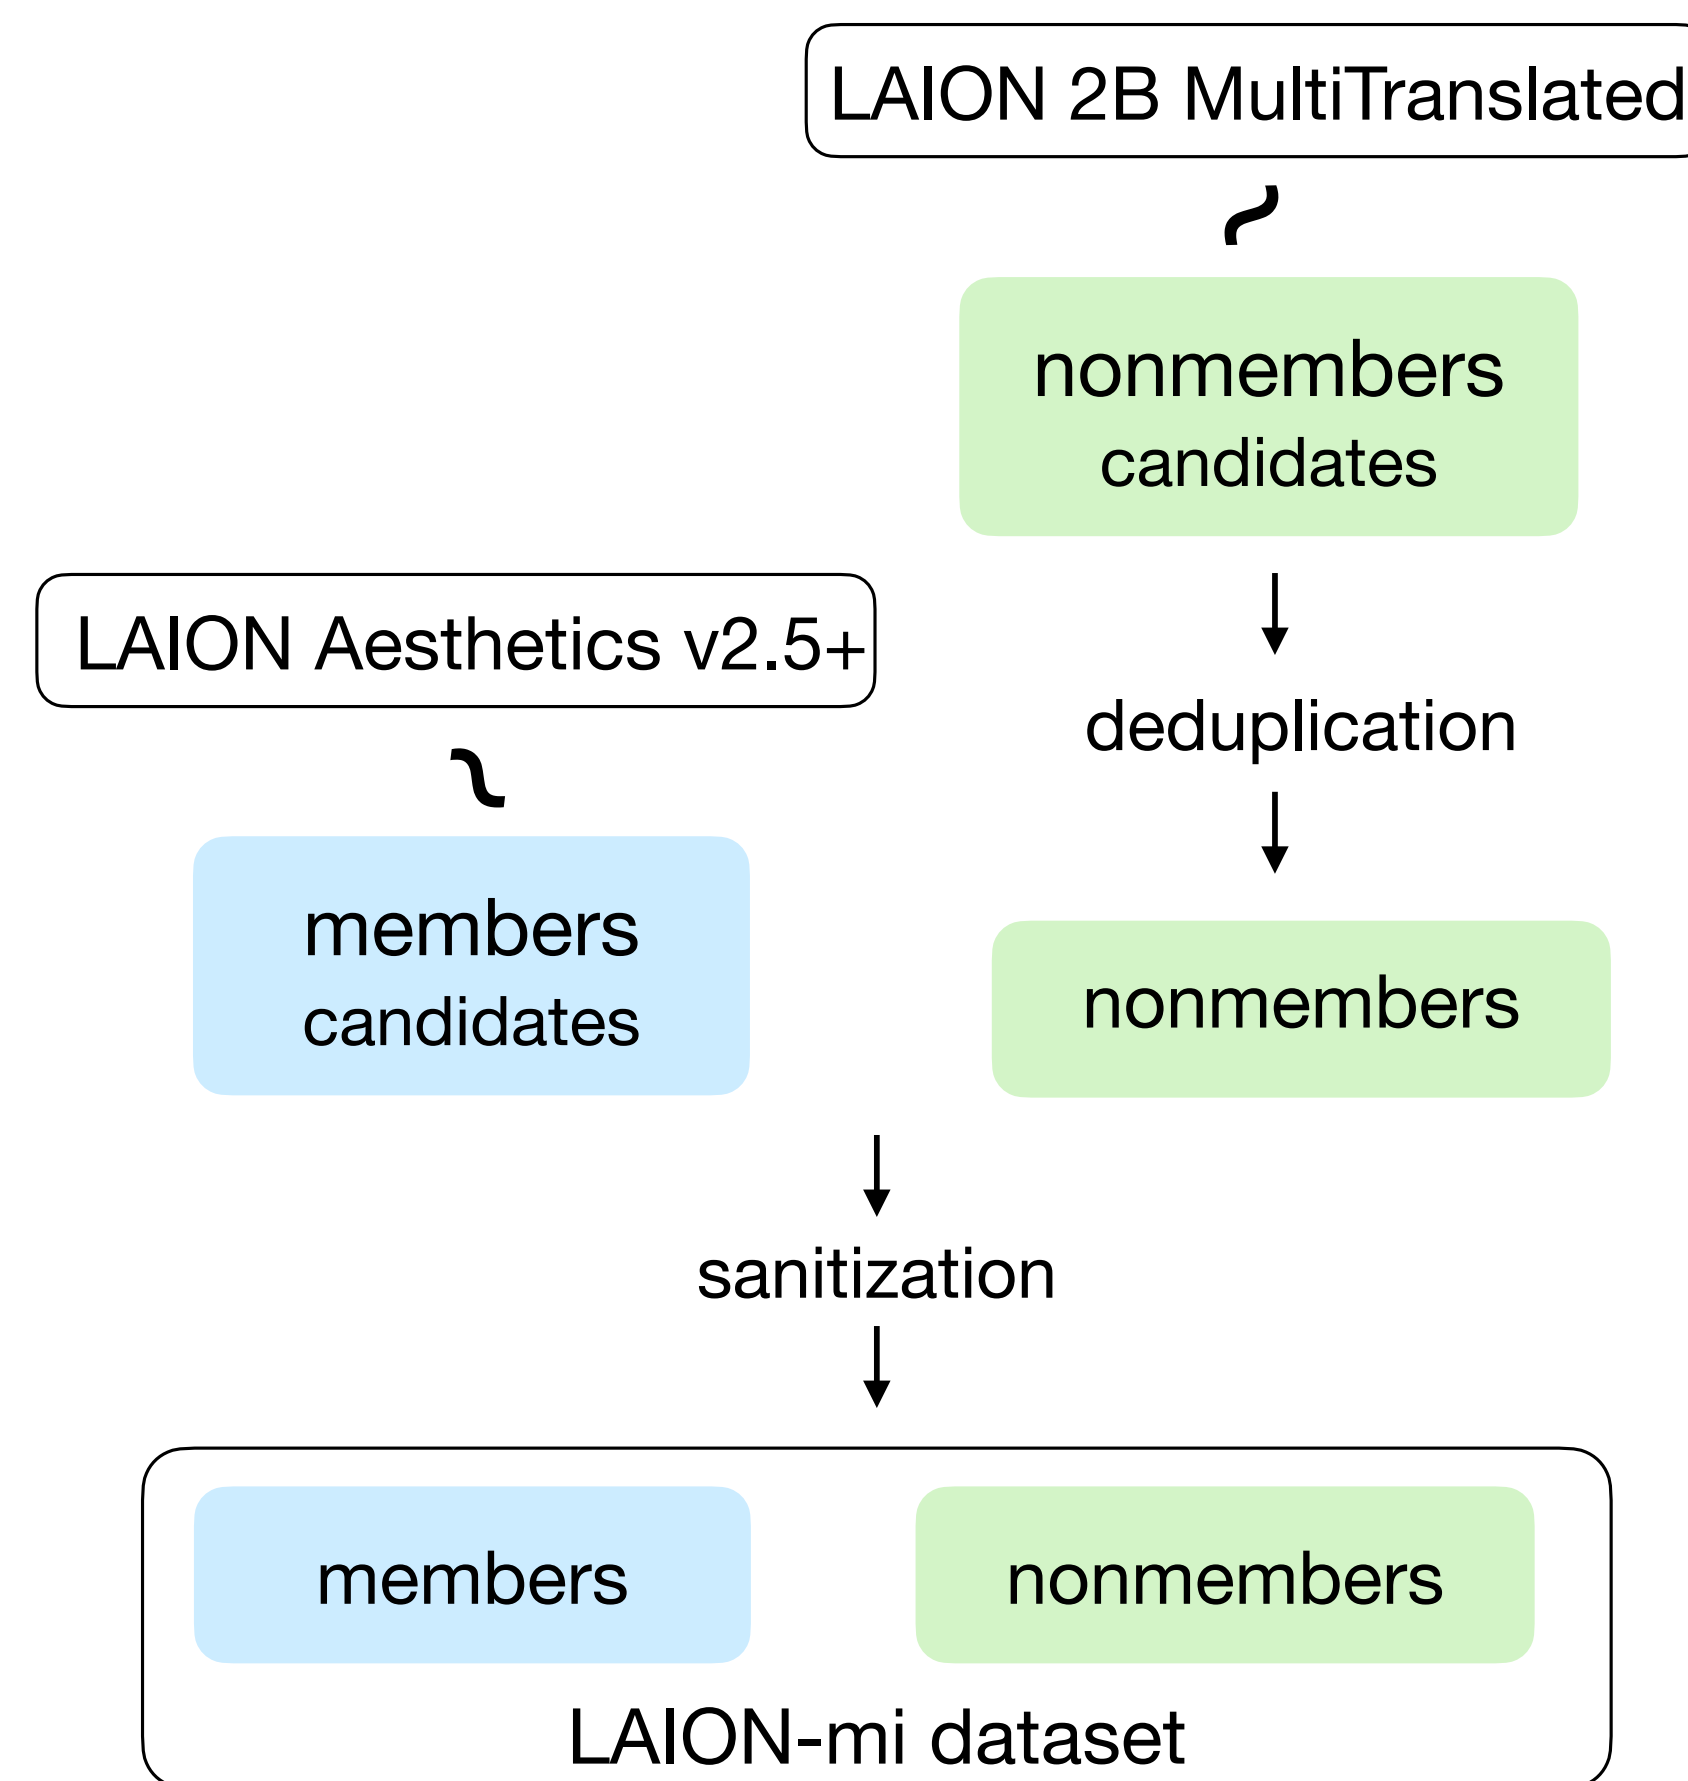 LAION 2B MultiTranslated
nonmembers
candidates
deduplication
LAION Aesthetics v2.5+
members
candidates
nonmembers
sanitization
members
nonmembers
LAION-mi dataset